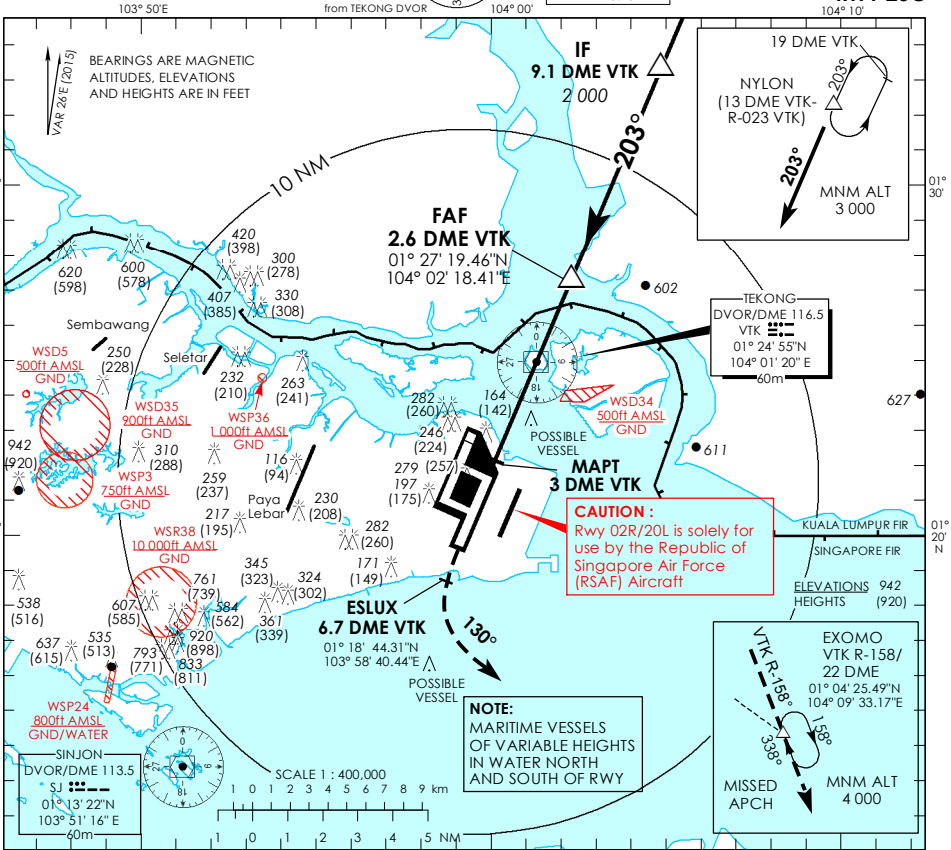 103° 50'E
from TEKONG DVOR
104° 00'
104° 10'
VAR 26'E (2015)
BEARINGS ARE MAGNETIC
ALTITUDES, ELEVATIONS
AND HEIGHTS ARE IN FEET
IF
9.1 DME VTK
2 000
203°
19 DME VTK
203°
NYLON
(13 DME VTK-
R-023 VTK)
203°
MNM ALT
3 000
01°
30'
10 NM
FAF
2.6 DME VTK
01° 27' 19.46"N
104° 02' 18.41"E
602
TEKONG
DVOR/DME 116.5
VTK
01° 24' 55"N
104° 01' 20" E
60m
620
(598)
600
(578)
420
(398)
300
(278)
407
(385)
330
(308)
Sembawang
Seletar
WSD5
500ft AMSL
GND
250
(228)
232
(210)
263
(241)
WSD35
900ft AMSL
GND
WSP36
1 000ft AMSL
GND
0
9
18
27
164
(142)
282
(260)
246
(224)
POSSIBLE
VESSEL
WSD34
500ft AMSL
GND
627
611
942
(920)
310
(288)
WSP3
750ft AMSL
GND
259
(237)
116
(94)
279
(257)
197
(175)
MAPT
3 DME VTK
Paya
Lebar
230
(208)
217
(195)
282
(260)
CAUTION :
Rwy 02R/20L is solely for
use by the Republic of
Singapore Air Force
(RSAF) Aircraft
KUALA LUMPUR FIR
SINGAPORE FIR
01°
20'
N
WSR38
10 000ft AMSL
GND
171
(149)
ELEVATIONS 942
HEIGHTS (920)
538
(516)
607
(585)
761
(739)
345
(323)
324
(302)
584
(562)
361
(339)
ESLUX
6.7 DME VTK
01° 18' 44.31"N
103° 58' 40.44"E
130°
POSSIBLE
VESSEL
637
(615)
535
(513)
793
(771)
920
(898)
833
(811)
WSP24
800ft AMSL
GND/WATER
NOTE:
MARITIME VESSELS
OF VARIABLE HEIGHTS
IN WATER NORTH
AND SOUTH OF RWY
VTK R-158°
EXOMO
VTK R-158/
22 DME
01° 04' 25.49"N
104° 09' 33.17"E
158°
338°
MISSED
APCH
MNM ALT
4 000
SINJON
DVOR/DME 113.5
SJ
01° 13' 22"N
103° 51' 16" E
60m
0
9
18
27
SCALE 1 : 400,000
1 0 1 2 3 4 5 6 7 8 9 km
1 0 1 2 3 4 5 NM